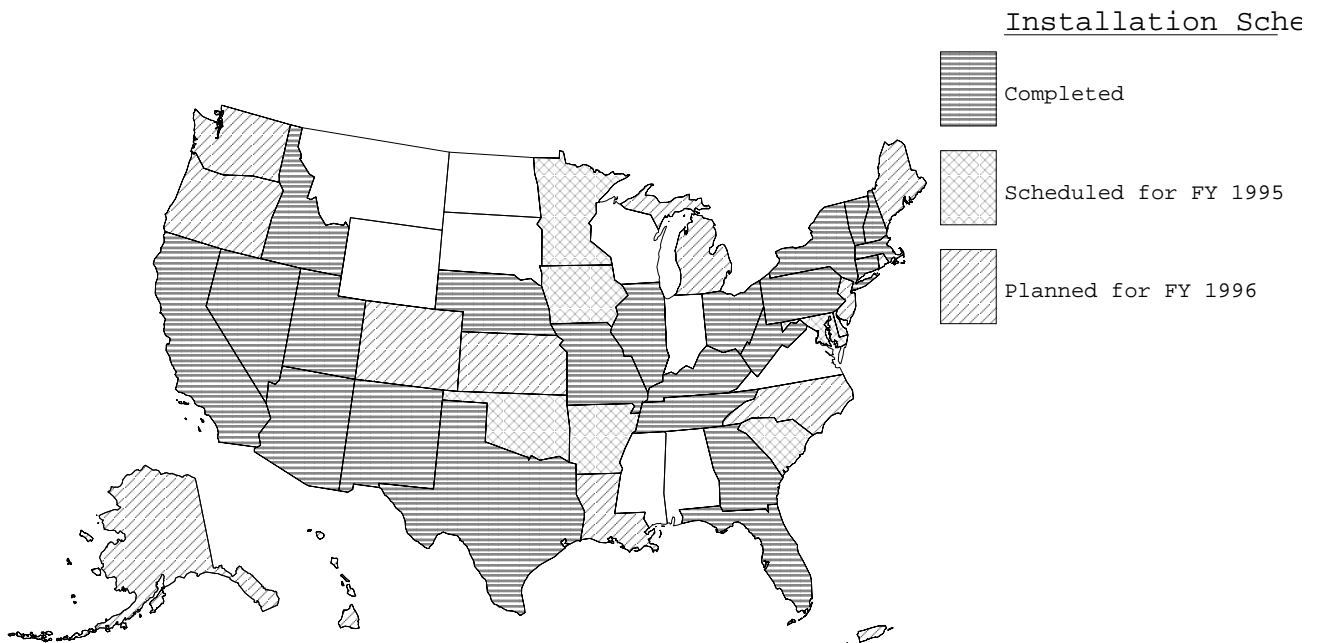 Installation Sche
Completed
Scheduled for FY 1995
Planned for FY 1996